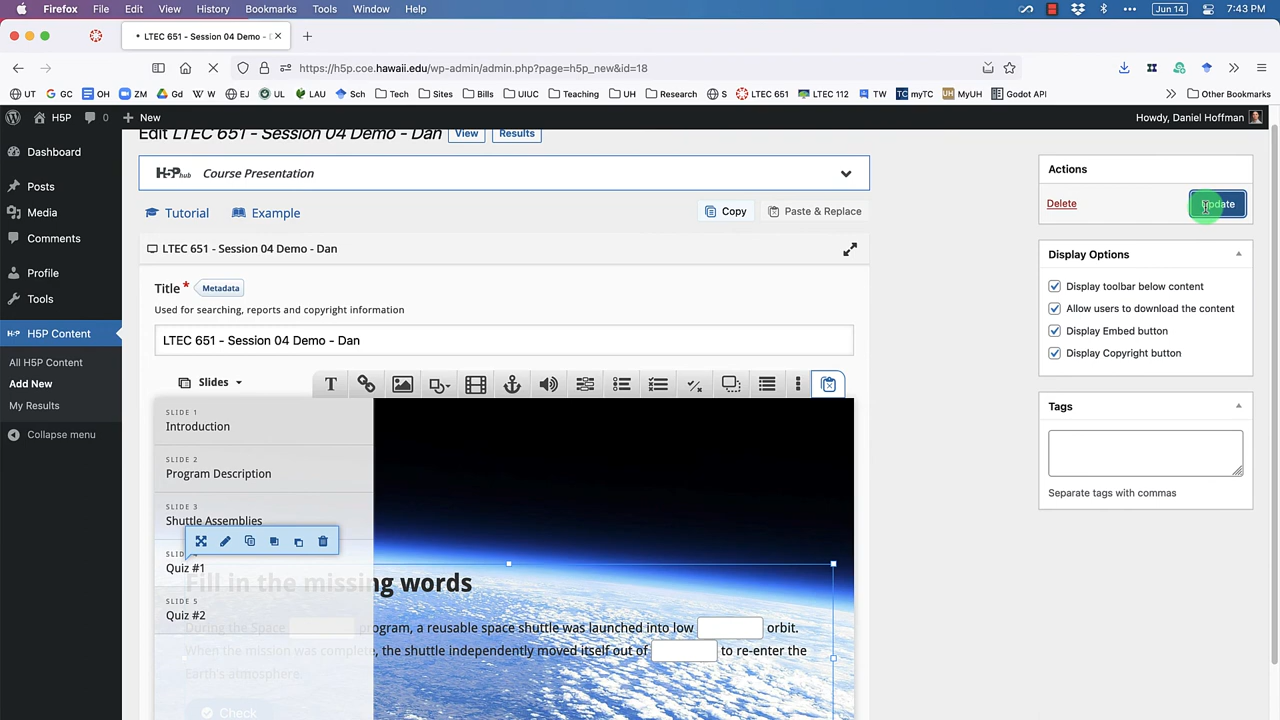 Firefox File Edit View History Bookmarks Tools Window Help Jun 14 7:43 PM
LTEC 651 - Session 04 Demo -
https://h5p.coe.hawaii.edu/wp-admin/admin.php?page=h5p_new&id=18
UT GC OH ZM Gd W EJ UL LAU Sch Tech Sites Bills UIUC Teaching UH Research S LTEC 651 LTEC 112 TW myTC MyUH Godot API Other Bookmarks
H5P 0 New Howdy, Daniel Hoffman
Edit LTEC 651 - Session 04 Demo - Dan View Results
Dashboard
Posts
Media
Comments
Profile
Tools
H5P Content
All H5P Content
Add New
My Results
Collapse menu
H5P hub Course Presentation
Tutorial Example Copy Paste & Replace
LTEC 651 - Session 04 Demo - Dan
Title * Metadata
Used for searching, reports and copyright information
LTEC 651 - Session 04 Demo - Dan
Slides T
SLIDE 1
Introduction
SLIDE 2
Program Description
SLIDE 3
Shuttle Assemblies
Quiz #1
SLIDE 5
Quiz #2
Fill in the missing words
During the Space program, a reusable space shuttle was launched into low orbit.
When the mission was complete, the shuttle independently moved itself out of to re-enter the
Earth's atmosphere.
Check
Actions
Delete Update
Display Options
Display toolbar below content
Allow users to download the content
Display Embed button
Display Copyright button
Tags
Separate tags with commas